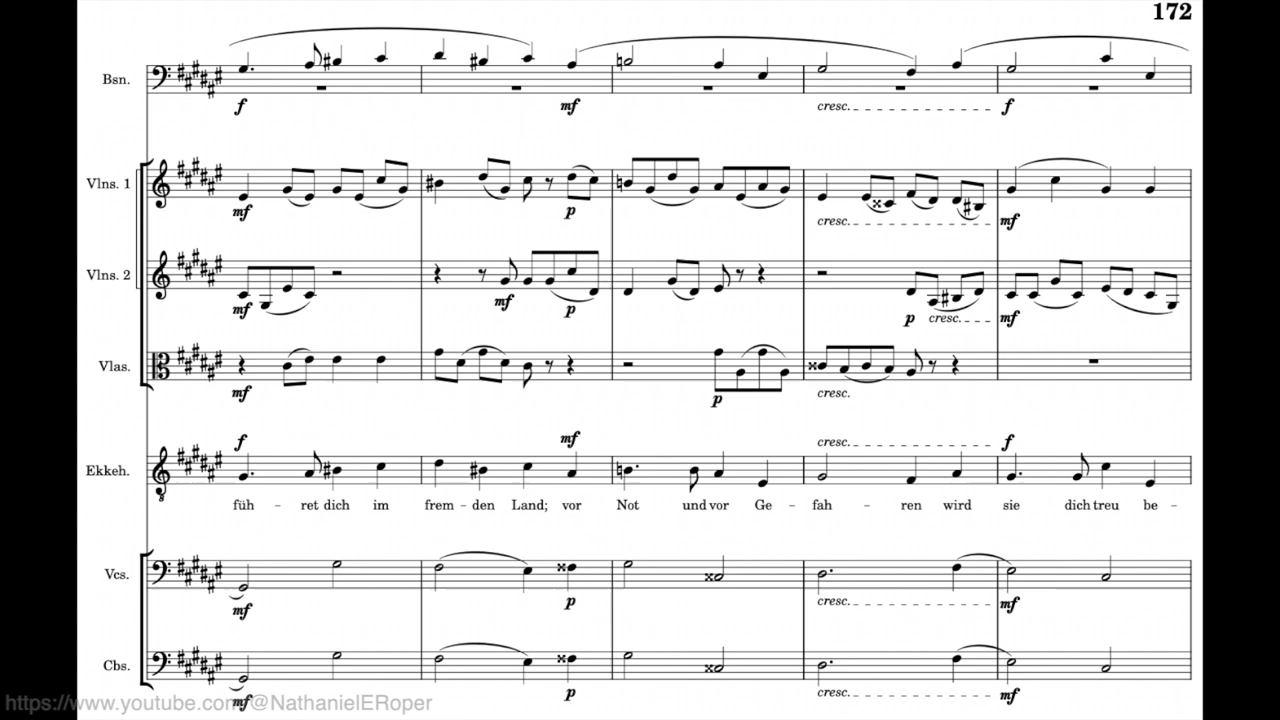 172
Bsn.
f mf cresc. f
Vlns. 1
mf p cresc. mf
Vlns. 2
mf mf p p cresc. mf
Vlas.
mf p cresc.
f mf cresc. f
Ekkeh.
füh - ret dich im frem - den Land; vor Not und vor Ge - fah - ren wird sie dich treu be -
Vcs.
mf p cresc. mf
Cbs.
mf p cresc. mf
https://www.youtube.com/@NathanielERoper